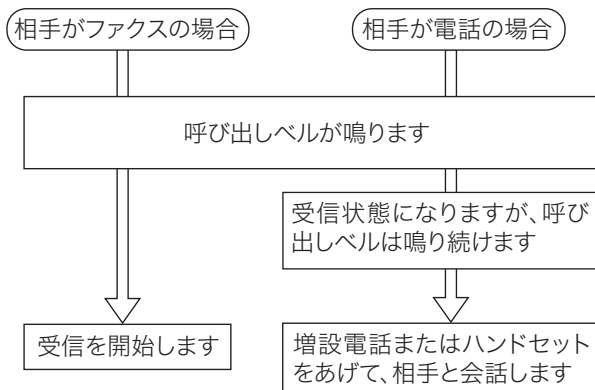 相手がファクスの場合
相手が電話の場合
呼び出しベルが鳴ります
受信状態になりますが、呼び
出しベルは鳴り続けます
受信を開始します
増設電話またはハンドセット
をあげて、相手と会話します